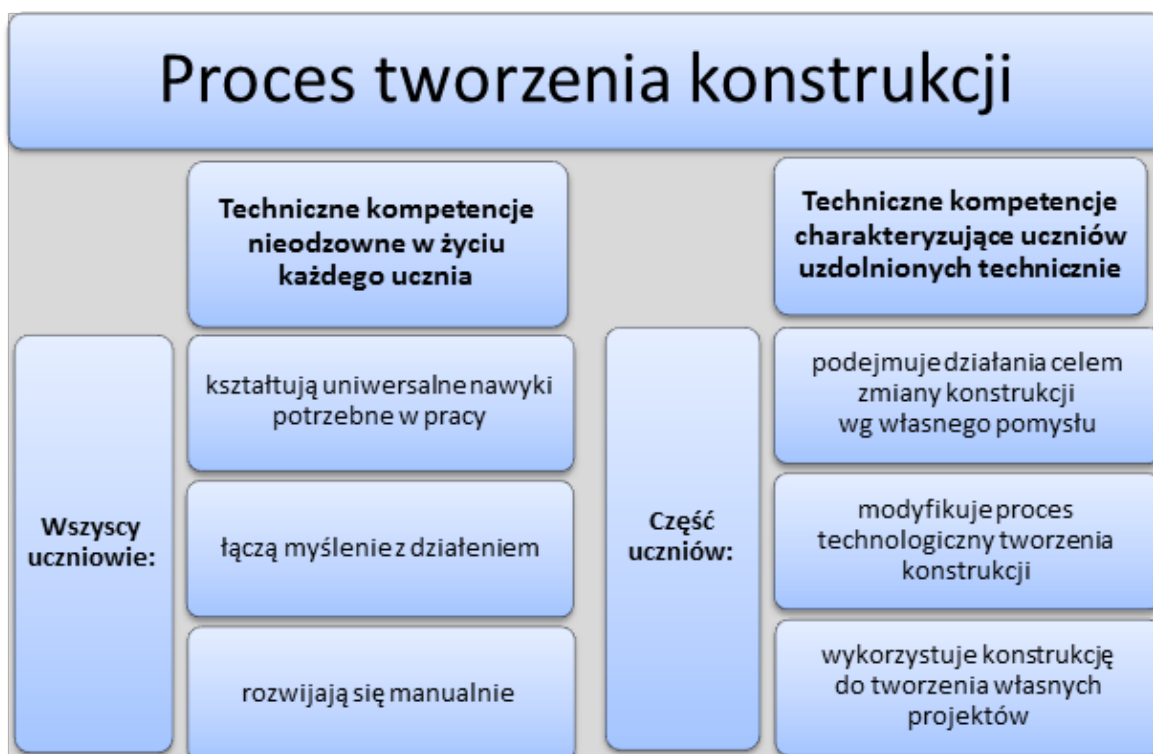 Proces tworzenia konstrukcji
Techniczne kompetencje
nieodzowne w życiu
każdego ucznia
Wszyscy
uczniowie:
kształtują uniwersalne nawyki
potrzebne w pracy
łączą myślenie z działeniem
rozwijają się manualnie
Techniczne kompetencje
charakteryzujące uczniów
uzdolnionych technicznie
Część
uczniów:
podejmuje działania celem
zmiany konstrukcji
wg własnego pomysłu
modyfikuje proces
technologiczny tworzenia
konstrukcji
wykorzystuje konstrukcję
do tworzenia własnych
projektów